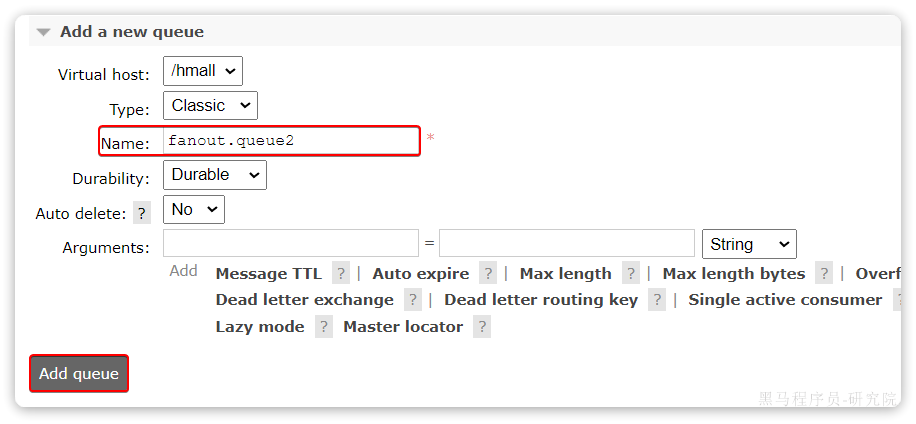 Add a new queue
Virtual host: /hmall
Type: Classic
Name: fanout.queue2 *
Durability: Durable
Auto delete: ? No
Arguments: = String
Add Message TTL ? | Auto expire ? | Max length ? | Max length bytes ? | Overf
Dead letter exchange ? | Dead letter routing key ? | Single active consumer ?
Lazy mode ? Master locator ?
Add queue
黑马程序员-研究院